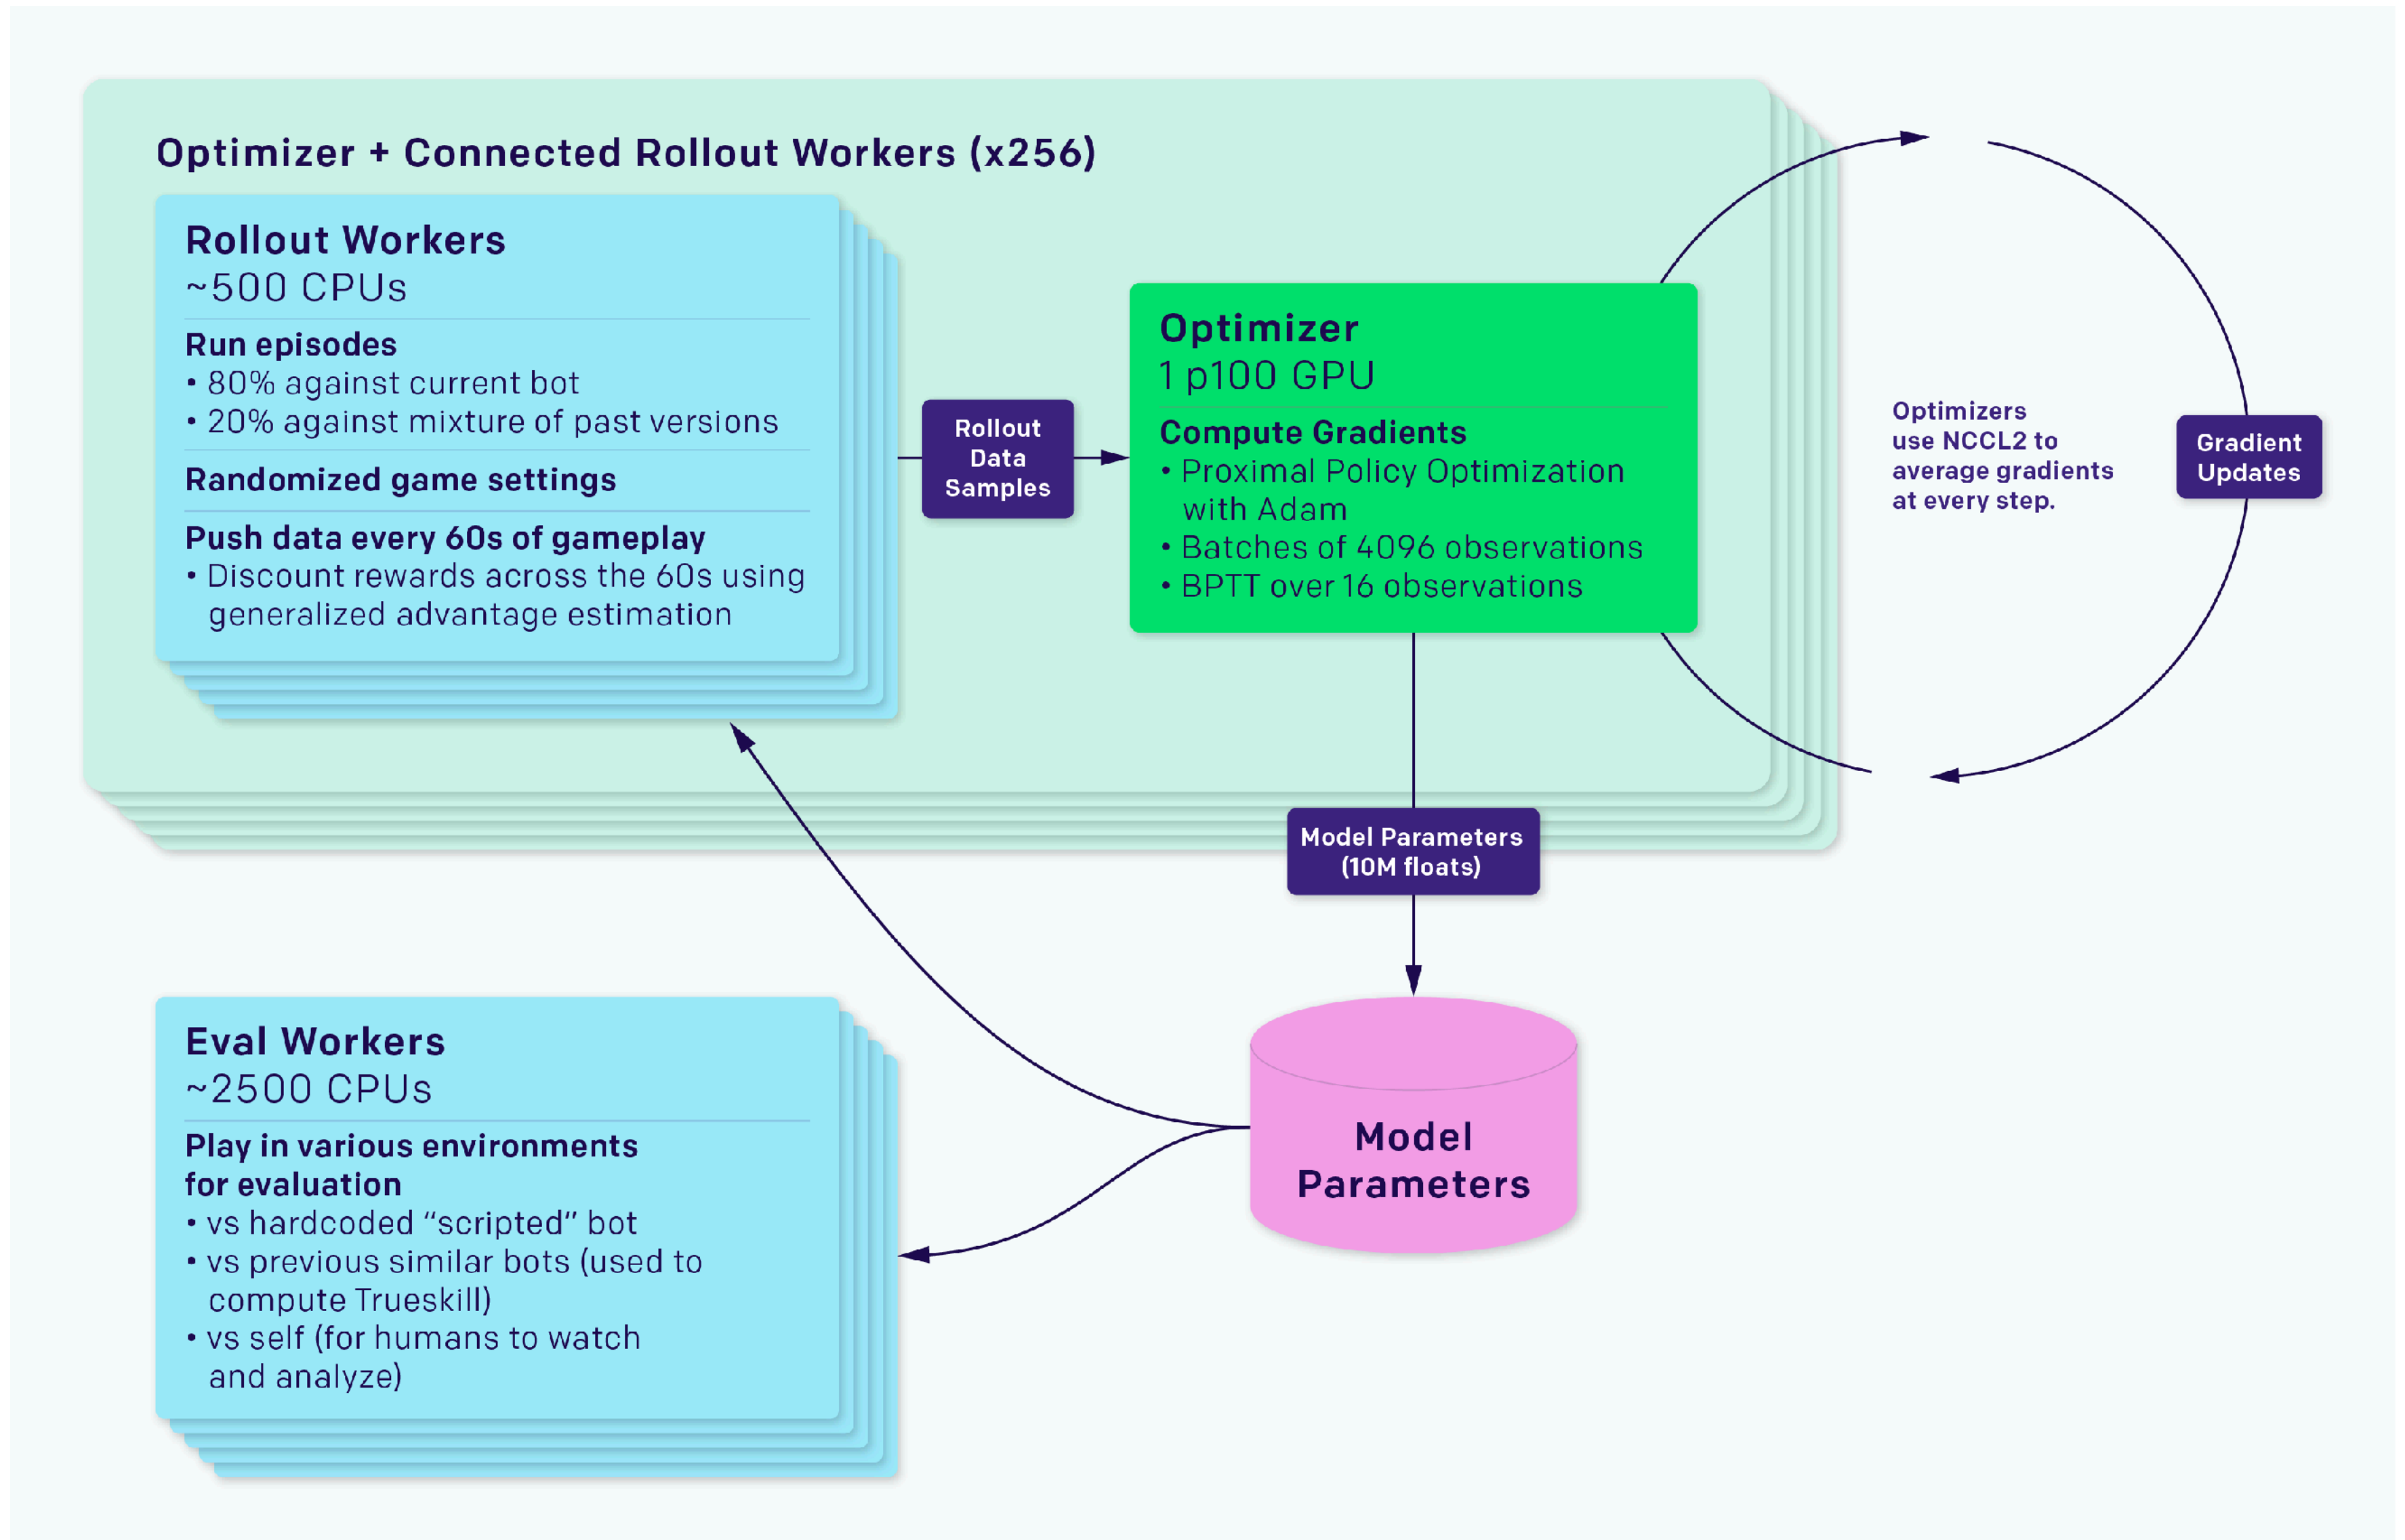 Optimizer + Connected Rollout Workers (x256)
Rollout Workers
~500 CPUs
Run episodes
• 80% against current bot
• 20% against mixture of past versions
Randomized game settings
Push data every 60s of gameplay
• Discount rewards across the 60s using
generalized advantage estimation
Rollout
Data
Samples
Optimizer
1 p100 GPU
Compute Gradients
• Proximal Policy Optimization
with Adam
• Batches of 4096 observations
• BPTT over 16 observations
Optimizers
use NCCL2 to
average gradients
at every step.
Gradient
Updates
Model Parameters
(10M floats)
Eval Workers
~2500 CPUs
Play in various environments
for evaluation
• vs hardcoded “scripted” bot
• vs previous similar bots (used to
compute Trueskill)
• vs self (for humans to watch
and analyze)
Model
Parameters